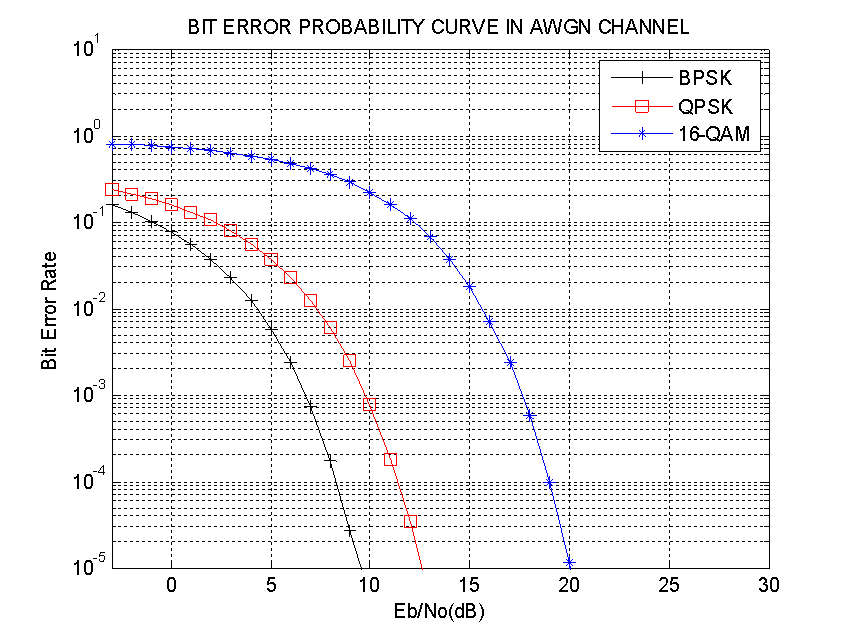 BIT ERROR PROBABILITY CURVE IN AWGN CHANNEL
10^1
10^0
10^-1
10^-2
10^-3
10^-4
10^-5
Bit Error Rate
BPSK
QPSK
16-QAM
0 5 10 15 20 25 30
Eb/No(dB)